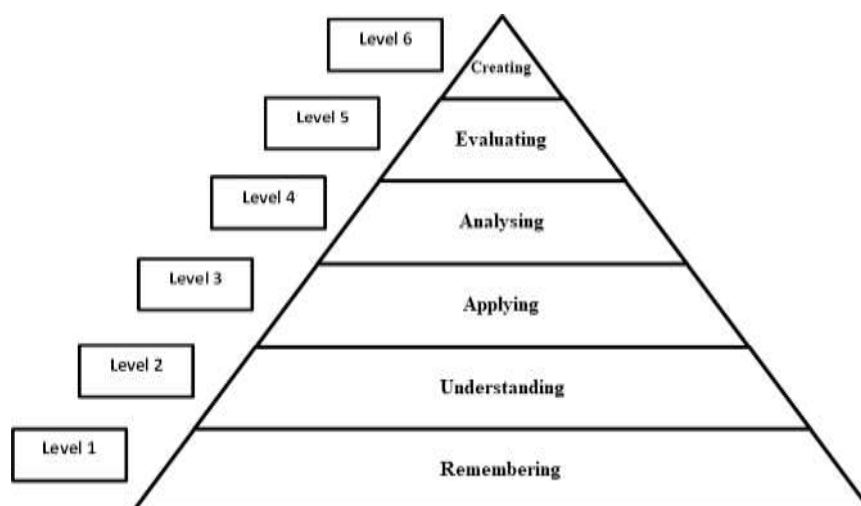 Level 6
Creating
Level 5
Evaluating
Level 4
Analysing
Level 3
Applying
Level 2
Understanding
Level 1
Remembering